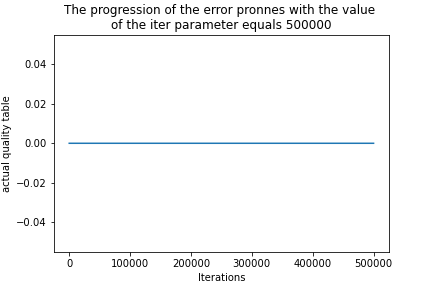 The progression of the error pronnes with the value
of the iter parameter equals 500000
0.04
0.02
0.00
−0.02
−0.04
actual quality table
0 100000 200000 300000 400000 500000
Iterations